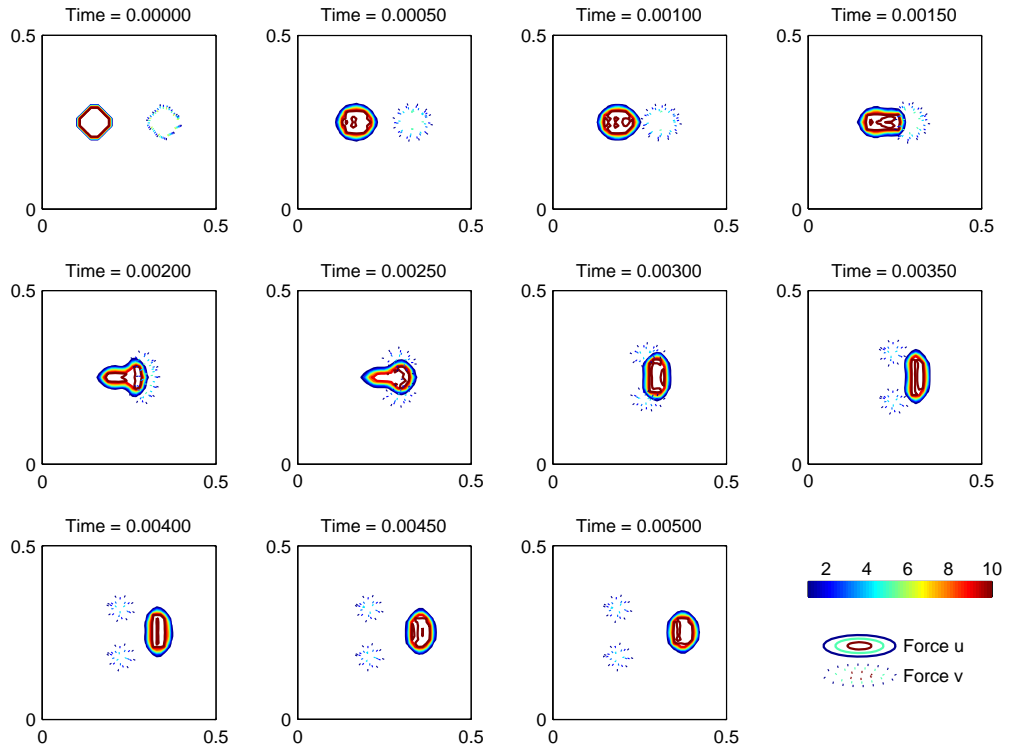 Time = 0.00000 Time = 0.00050 Time = 0.00100 Time = 0.00150
0.5 0.5 0.5 0.5
0 0 0 0
0 0.5 0 0.5 0 0.5 0 0.5
Time = 0.00200 Time = 0.00250 Time = 0.00300 Time = 0.00350
0.5 0.5 0.5 0.5
0 0 0 0
0 0.5 0 0.5 0 0.5 0 0.5
Time = 0.00400 Time = 0.00450 Time = 0.00500
0.5 0.5 0.5
2 4 6 8 10
Force u
Force v
0 0 0
0 0.5 0 0.5 0 0.5